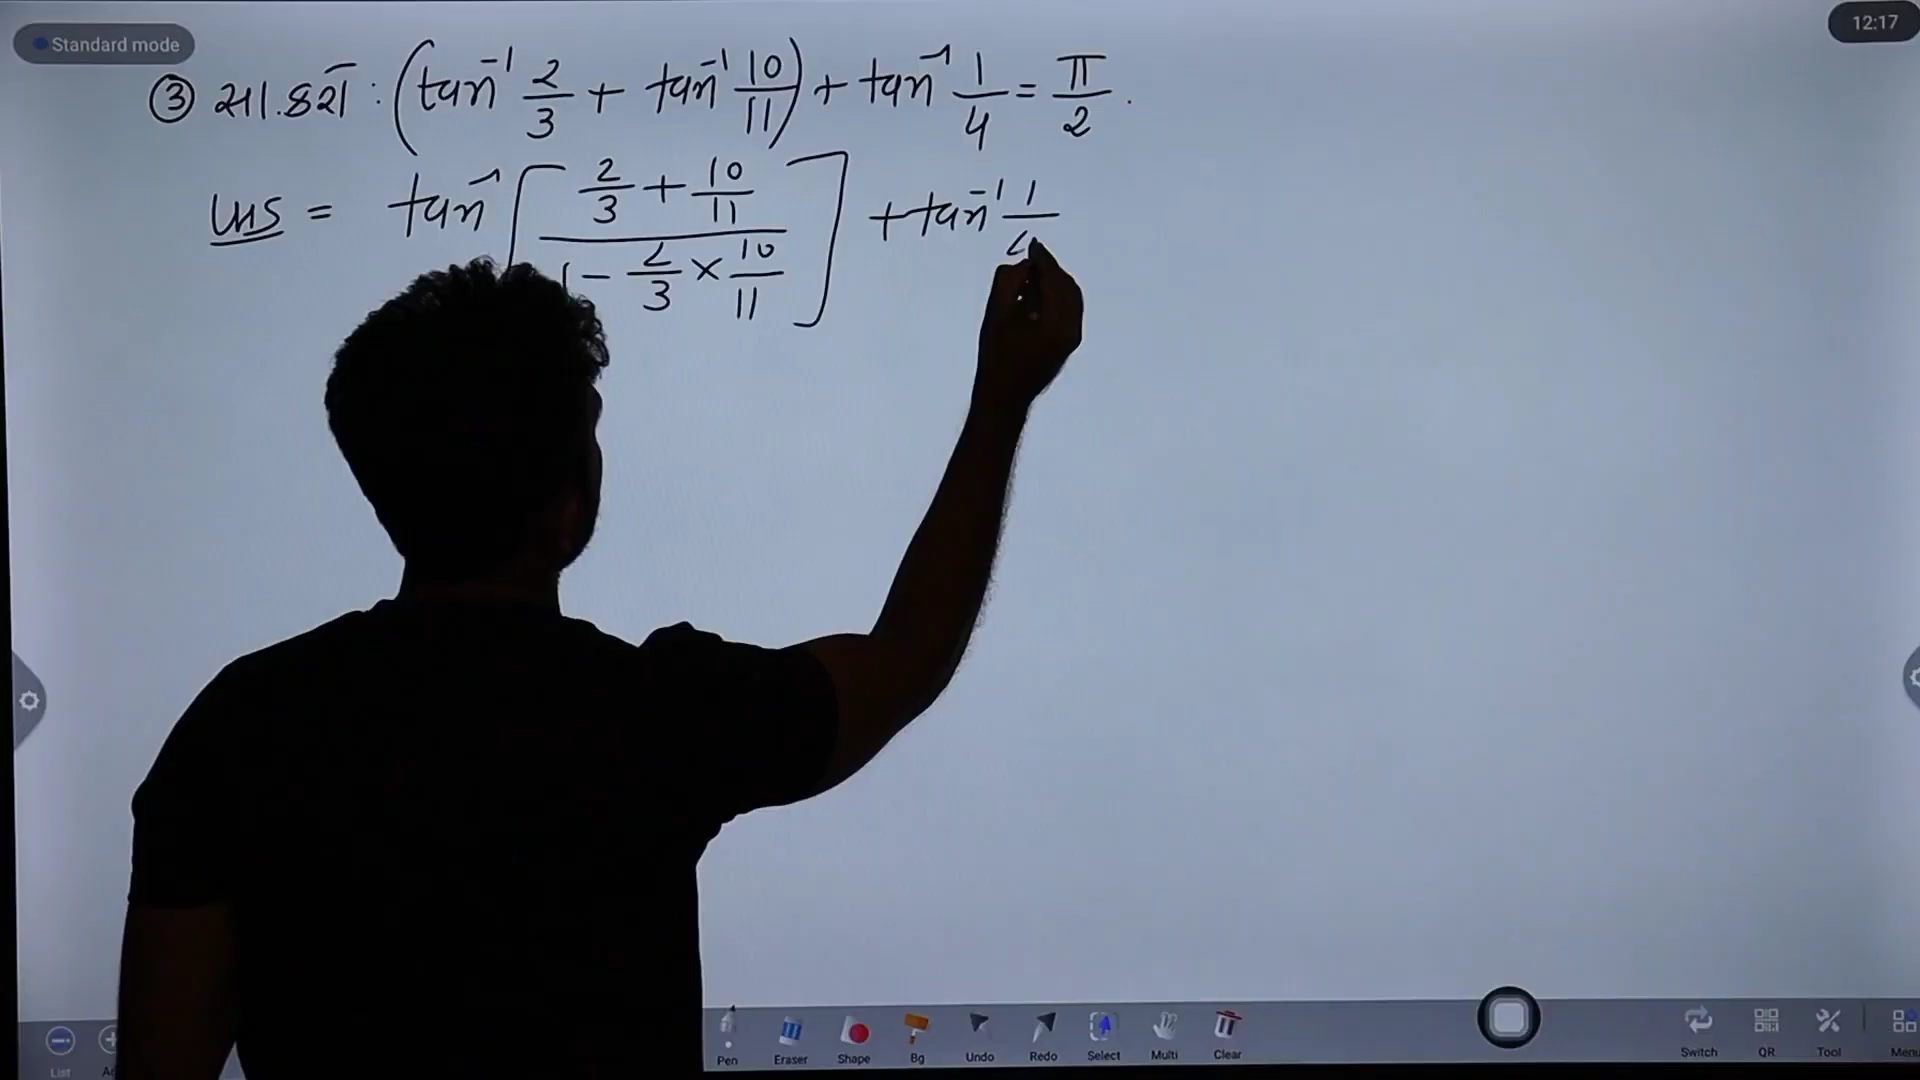 Standard mode
12:17
③ સા.સાતી : (tan⁻¹ 2/3 + tan⁻¹ 10/11) + tan⁻¹ 1/4 = π/2 .
LHS = tan⁻¹ [ (2/3 + 10/11) / (1 - 2/3 × 10/11) ] + tan⁻¹ 1/4
Pen Eraser Shape Bg Undo Redo Select Multi Clear Switch QR Tool
List